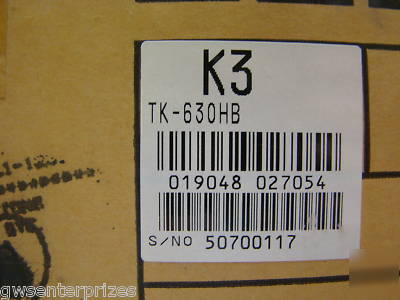 K3
TK-630HB
019048 027054
S/NO 50700117
gwsenterprizes